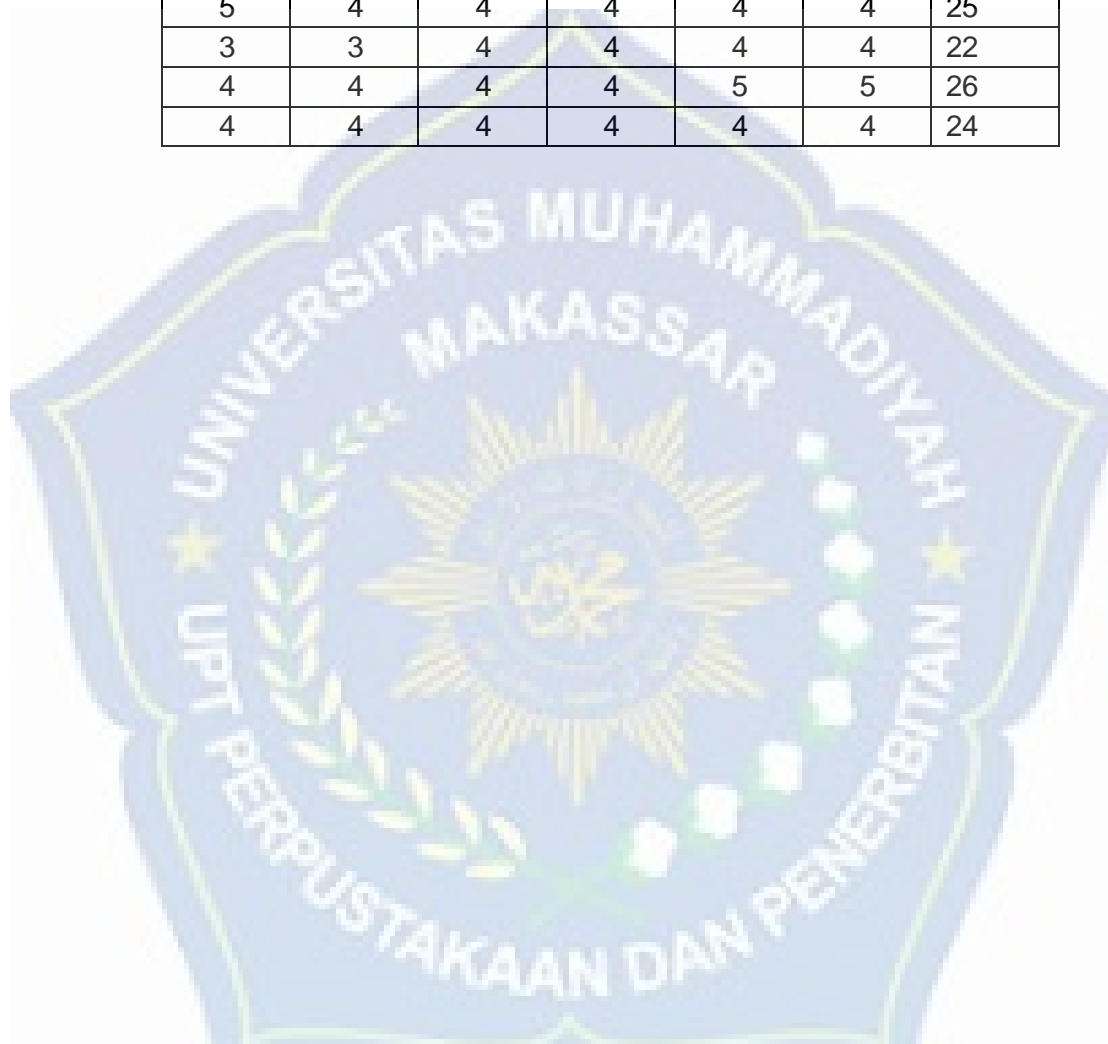 5 4 4 4 4 4 25
3 3 4 4 4 4 22
4 4 4 4 5 5 26
4 4 4 4 4 4 24
UNIVERSITAS MUHAMMADIYAH
MAKASSAR
UPT PERPUSTAKAAN DAN PENERBITAN